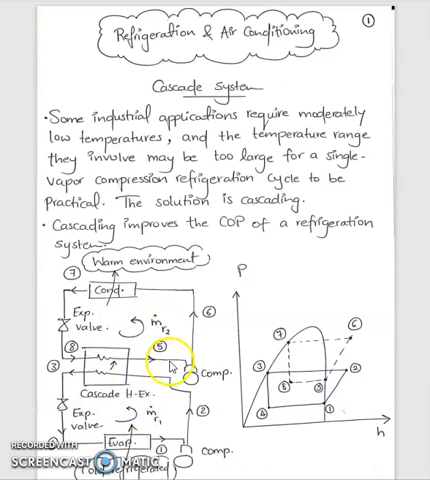 ①
Refrigeration & Air Conditioning
Cascade System
• Some industrial applications require moderately
low temperatures, and the temperature range
they involve may be too large for a single-
vapor compression refrigeration cycle to be
Practical. The solution is cascading.
• Cascading improves the COP of a refrigeration
system.
⑦ Warm environment
Cond.
Exp.
valve
ṁr2
⑥
⑧
⑤
③
Comp.
Cascade H-Ex.
Exp.
valve
ṁr1
②
Evap.
①
Comp.
refrigerated
P
⑦
⑥
③
②
⑧
④
①
h
RECORDED WITH
SCREENCAST MATIC